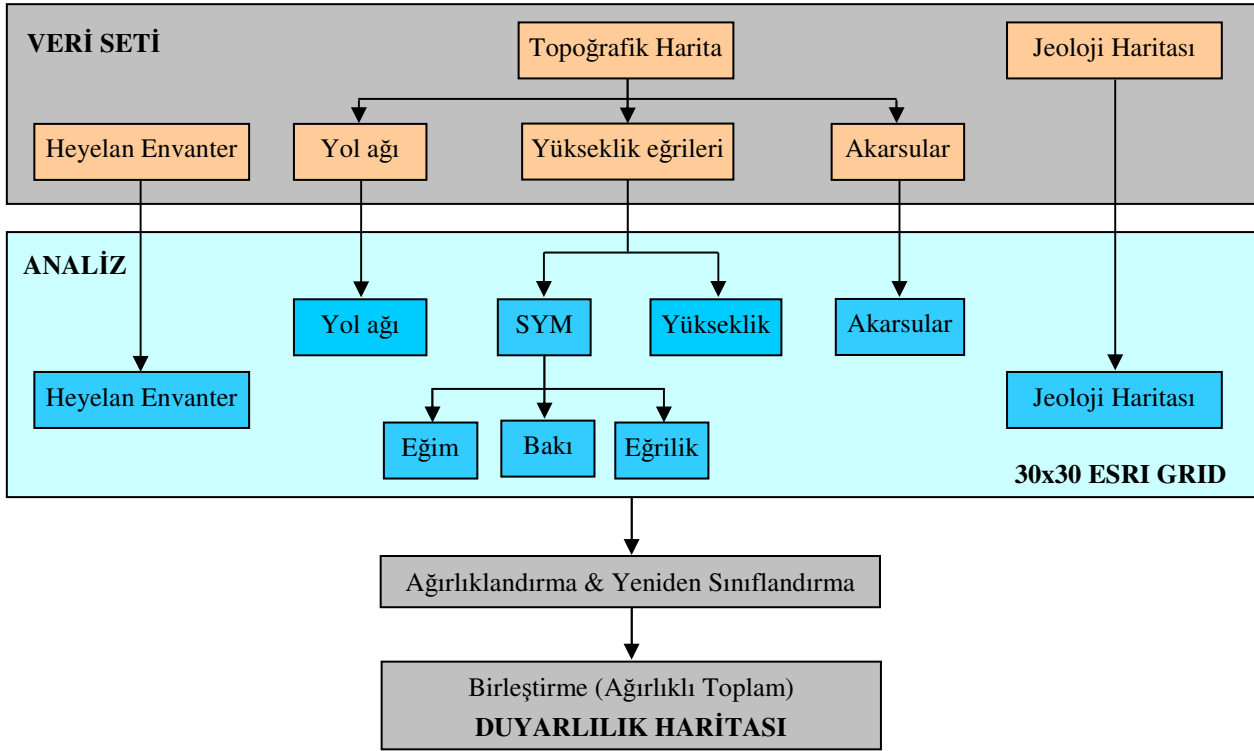 VERİ SETİ
Topoğrafik Harita
Jeoloji Haritası
Heyelan Envanter
Yol ağı
Yükseklik eğrileri
Akarsular
ANALİZ
Yol ağı
SYM
Yükseklik
Akarsular
Heyelan Envanter
Jeoloji Haritası
Eğim
Bakı
Eğrilik
30x30 ESRI GRID
Ağırlıklandırma & Yeniden Sınıflandırma
Birleştirme (Ağırlıklı Toplam)
DUYARLILIK HARİTASI